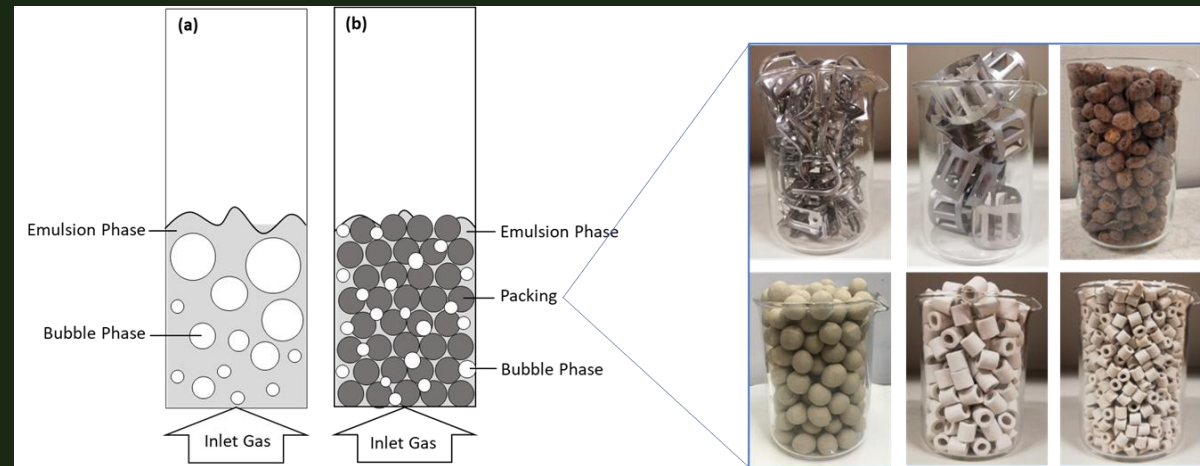 (a)
(b)
Emulsion Phase
Emulsion Phase
Packing
Bubble Phase
Bubble Phase
Inlet Gas
Inlet Gas